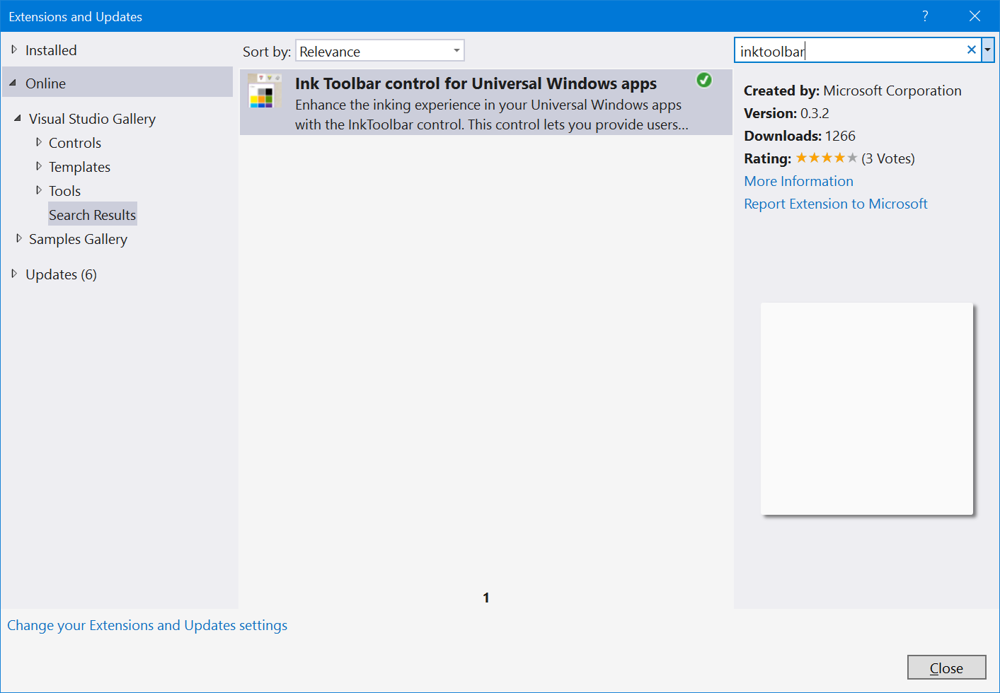 Extensions and Updates
?
Installed
Online
Visual Studio Gallery
Controls
Templates
Tools
Search Results
Samples Gallery
Updates (6)
Sort by: Relevance
Ink Toolbar control for Universal Windows apps
Enhance the inking experience in your Universal Windows apps
with the InkToolbar control. This control lets you provide users...
1
inktoolbar
Created by: Microsoft Corporation
Version: 0.3.2
Downloads: 1266
Rating: ★★★★★ (3 Votes)
More Information
Report Extension to Microsoft
Change your Extensions and Updates settings
Close